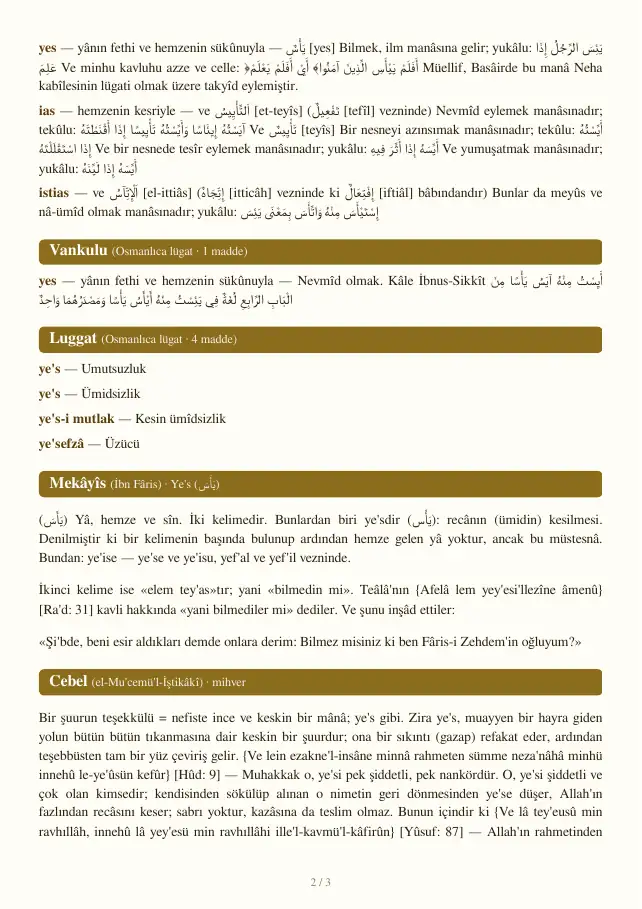 yes — yânın fethi ve hemzenin sükûnuyla — يَأْسٌ [yes] Bilmek, ilm manâsına gelir; yukâlu: يَئِسَ الرَّجُلُ إِذَا
عَلِمَ Ve minhu kavluhu azze ve celle: ﴿أَفَلَمْ يَيْأَسِ الَّذِينَ آمَنُوا﴾ أَيْ أَفَلَمْ يَعْلَمْ Müellif, Basâirde bu manâ Neha
kabîlesinin lügati olmak üzere takyîd eylemiştir.
ias — hemzenin kesriyle — ve اَلتَّأْيِيسُ [et-teyîs] (تَفْعِيلٌ [tefîl] vezninde) Nevmîd eylemek manâsınadır;
tekûlu: آيَسْتُهُ إِيئَاسًا وَأَيَّسْتُهُ تَأْيِيسًا إِذَا أَقْنَطْتَهُ Ve تَأْيِيسٌ [teyîs] Bir nesneyi azınsımak manâsınadır; tekûlu: أَيَّسْتُهُ
إِذَا اسْتَقْلَلْتَهُ Ve bir nesnede tesîr eylemek manâsınadır; yukâlu: أَيَّسَهُ إِذَا أَثَّرَ فِيهِ Ve yumuşatmak manâsınadır;
yukâlu: أَيَّسَهُ إِذَا لَيَّنَهُ
istias — ve اَلْإِتِّآسُ [el-ittiâs] (إِتِّجَاهٌ [itticâh] vezninde ki إِفْتِعَالٌ [iftiâl] bâbındandır) Bunlar da meyûs ve
nâ-ümîd olmak manâsınadır; yukâlu: إِسْتَيْأَسَ مِنْهُ وَاتَّأَسَ بِمَعْنَى يَئِسَ
Vankulu (Osmanlıca lügat · 1 madde)
yes — yânın fethi ve hemzenin sükûnuyla — Nevmîd olmak. Kâle İbnus-Sikkît أَيِسْتُ مِنْهُ آيَسُ يَأْسًا مِنَ
الْبَابِ الرَّابِعِ لُغَةٌ فِي يَئِسْتُ مِنْهُ أَيْأَسُ يَأْسًا وَمَصْدَرُهُمَا وَاحِدٌ
Luggat (Osmanlıca lügat · 4 madde)
ye's — Umutsuzluk
ye's — Ümidsizlik
ye's-i mutlak — Kesin ümîdsizlik
ye'sefzâ — Üzücü
Mekâyîs (İbn Fâris) · Ye's (يَأَسَ)
(يَأَسَ) Yâ, hemze ve sîn. İki kelimedir. Bunlardan biri ye'sdir (يَأْس): recânın (ümidin) kesilmesi.
Denilmiştir ki bir kelimenin başında bulunup ardından hemze gelen yâ yoktur, ancak bu müstesnâ.
Bundan: ye'ise — ye'se ve ye'isu, yef'al ve yef'il vezninde.
İkinci kelime ise «elem tey'as»tır; yani «bilmedin mi». Teâlâ'nın {Afelâ lem yey'esi'llezîne âmenû}
[Ra'd: 31] kavli hakkında «yani bilmediler mi» dediler. Ve şunu inşâd ettiler:
«Şi'bde, beni esir aldıkları demde onlara derim: Bilmez misiniz ki ben Fâris-i Zehdem'in oğluyum?»
Cebel (el-Mu'cemü'l-İştikâkî) · mihver
Bir şuurun teşekkülü = nefiste ince ve keskin bir mânâ; ye's gibi. Zira ye's, muayyen bir hayra giden
yolun bütün bütün tıkanmasına dair keskin bir şuurdur; ona bir sıkıntı (gazap) refakat eder, ardından
teşebbüsten tam bir yüz çeviriş gelir. {Ve lein ezakne'l-insâne minnâ rahmeten sümme neza'nâhâ minhü
innehû le-ye'ûsün kefûr} [Hûd: 9] — Muhakkak o, ye'si pek şiddetli, pek nankördür. O, ye'si şiddetli ve
çok olan kimsedir; kendisinden sökülüp alınan o nimetin geri dönmesinden ye'se düşer, Allah'ın
fazlından recâsını keser; sabrı yoktur, kazâsına da teslim olmaz. Bunun içindir ki {Ve lâ tey'eusû min
ravhıllâh, innehû lâ yey'esü min ravhıllâhi ille'l-kavmü'l-kâfirûn} [Yûsuf: 87] — Allah'ın rahmetinden
2 / 3